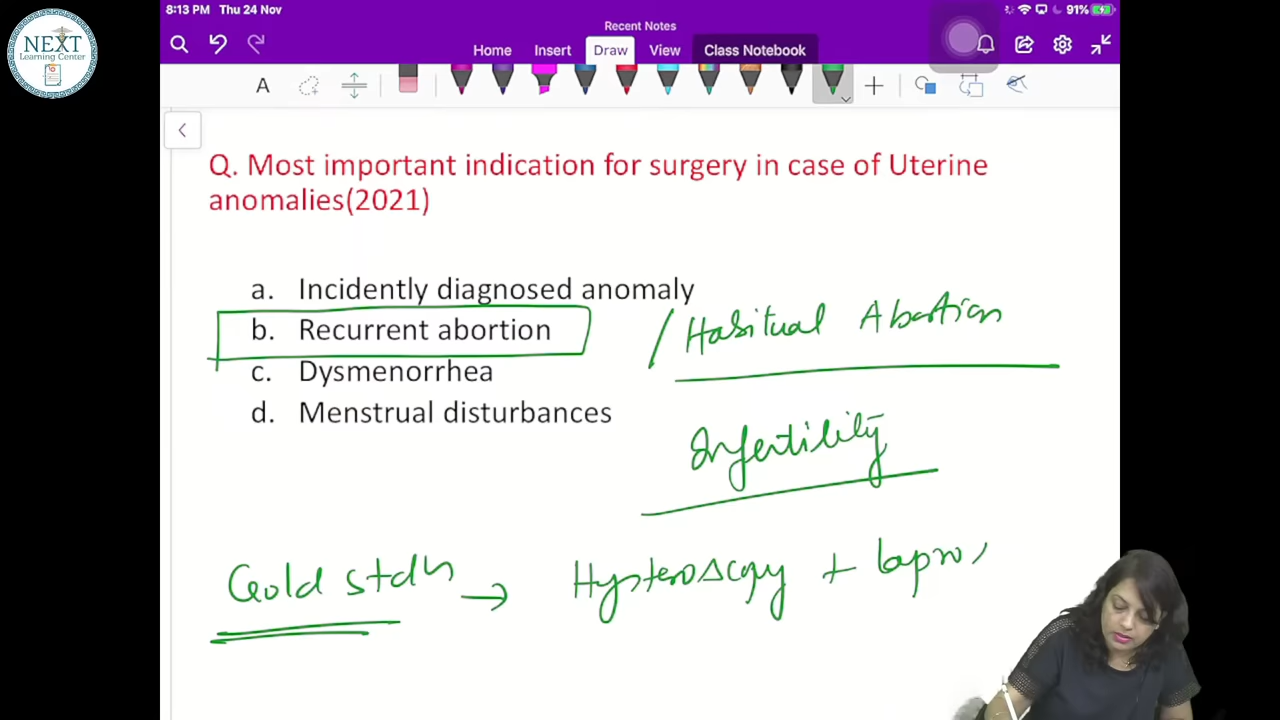 8:13 PM Thu 24 Nov
Recent Notes
91%
NEXT
Learning Center
Home Insert Draw View Class Notebook
A
Q. Most important indication for surgery in case of Uterine
anomalies(2021)
a. Incidently diagnosed anomaly
b. Recurrent abortion / Habitual Abortion
c. Dysmenorrhea
d. Menstrual disturbances
Infertility
Gold stdn → Hysteroscopy + lapro